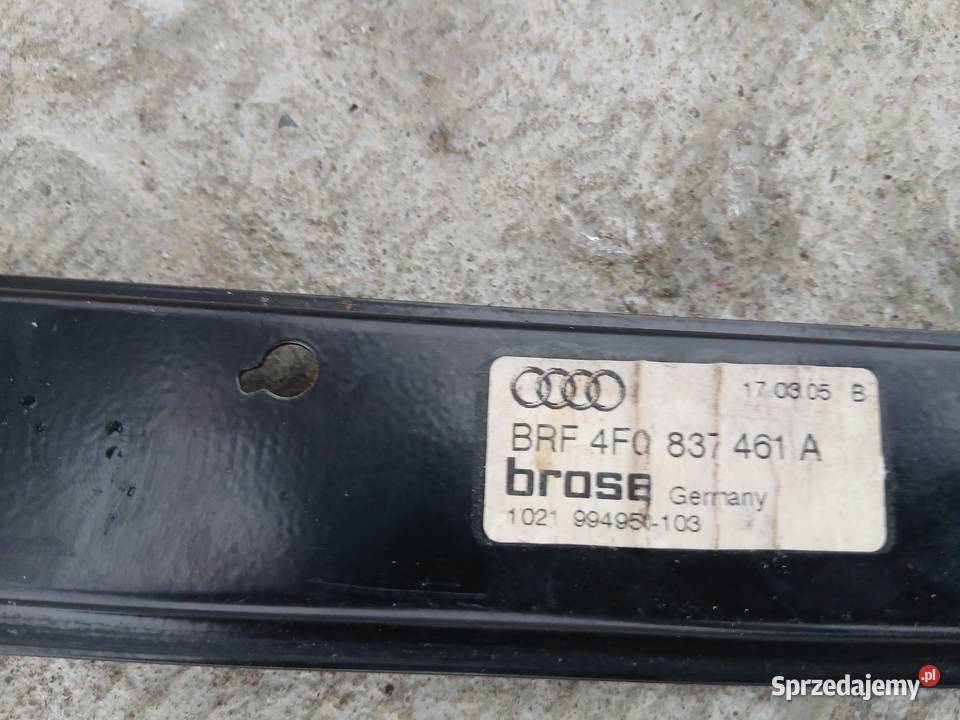 17.03.05 B
BRF 4F0 837 461 A
brose Germany
1021 994950-103
Sprzedajemy.pl